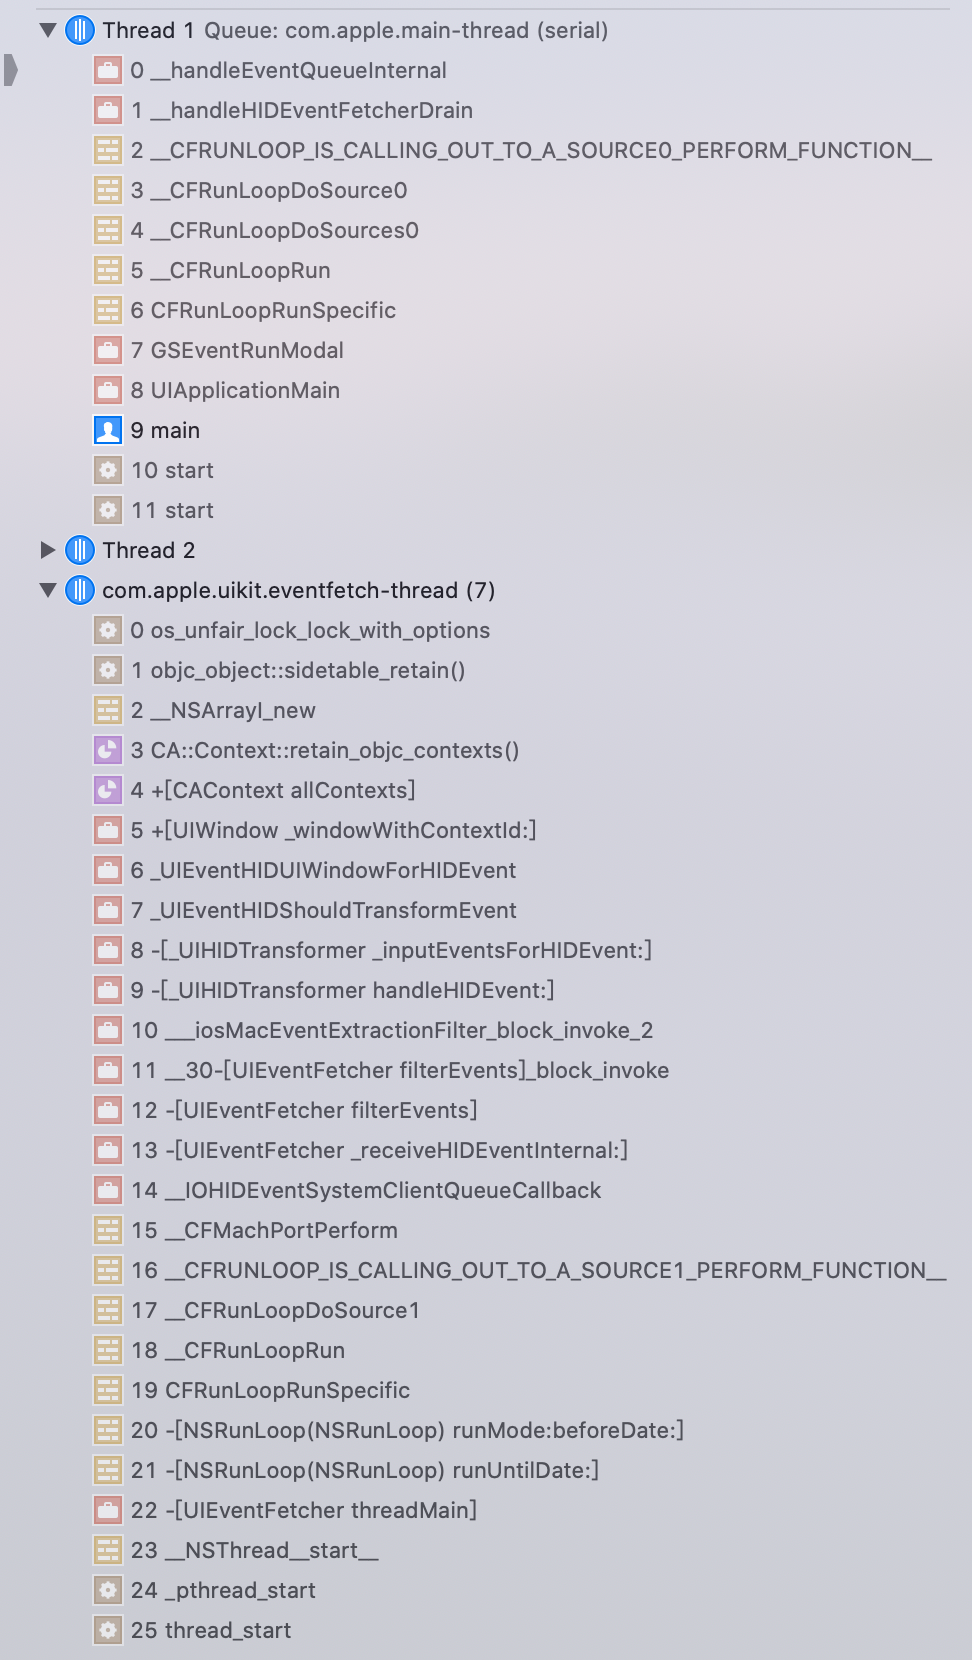 Thread 1 Queue: com.apple.main-thread (serial)
0 __handleEventQueueInternal
1 __handleHIDEventFetcherDrain
2 __CFRUNLOOP_IS_CALLING_OUT_TO_A_SOURCE0_PERFORM_FUNCTION__
3 __CFRunLoopDoSource0
4 __CFRunLoopDoSources0
5 __CFRunLoopRun
6 CFRunLoopRunSpecific
7 GSEventRunModal
8 UIApplicationMain
9 main
10 start
11 start
Thread 2
com.apple.uikit.eventfetch-thread (7)
0 os_unfair_lock_lock_with_options
1 objc_object::sidetable_retain()
2 __NSArrayI_new
3 CA::Context::retain_objc_contexts()
4 +[CAContext allContexts]
5 +[UIWindow _windowWithContextId:]
6 _UIEventHIDUIWindowForHIDEvent
7 _UIEventHIDShouldTransformEvent
8 -[_UIHIDTransformer _inputEventsForHIDEvent:]
9 -[_UIHIDTransformer handleHIDEvent:]
10 ___iosMacEventExtractionFilter_block_invoke_2
11 __30-[UIEventFetcher filterEvents]_block_invoke
12 -[UIEventFetcher filterEvents]
13 -[UIEventFetcher _receiveHIDEventInternal:]
14 __IOHIDEventSystemClientQueueCallback
15 __CFMachPortPerform
16 __CFRUNLOOP_IS_CALLING_OUT_TO_A_SOURCE1_PERFORM_FUNCTION__
17 __CFRunLoopDoSource1
18 __CFRunLoopRun
19 CFRunLoopRunSpecific
20 -[NSRunLoop(NSRunLoop) runMode:beforeDate:]
21 -[NSRunLoop(NSRunLoop) runUntilDate:]
22 -[UIEventFetcher threadMain]
23 __NSThread__start__
24 _pthread_start
25 thread_start